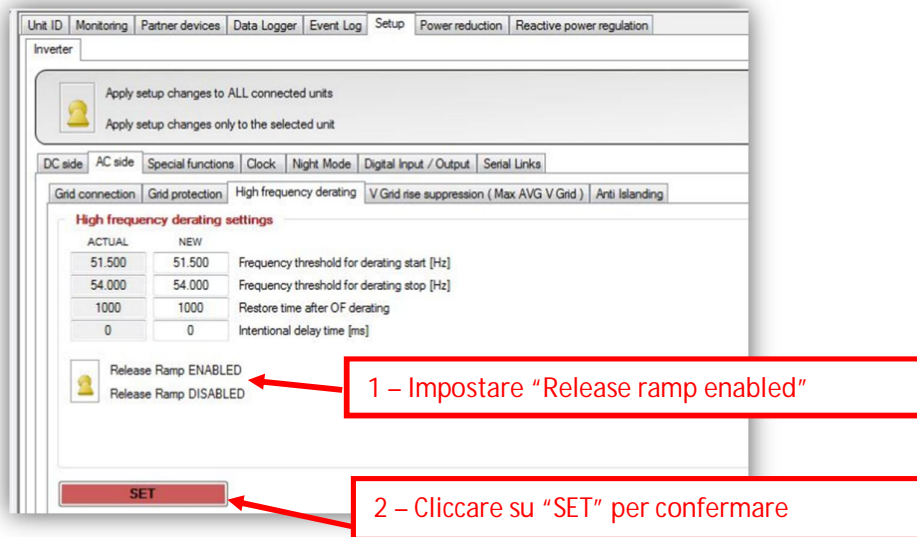 Unit ID Monitoring Partner devices Data Logger Event Log Setup Power reduction Reactive power regulation
Inverter
Apply setup changes to ALL connected units
Apply setup changes only to the selected unit
DC side AC side Special functions Clock Night Mode Digital Input / Output Serial Links
Grid connection Grid protection High frequency derating V Grid rise suppression ( Max AVG V Grid ) Anti Islanding
High frequency derating settings
ACTUAL NEW
51.500 51.500 Frequency threshold for derating start [Hz]
54.000 54.000 Frequency threshold for derating stop [Hz]
1000 1000 Restore time after OF derating
0 0 Intentional delay time [ms]
Release Ramp ENABLED
Release Ramp DISABLED
1 – Impostare “Release ramp enabled”
SET
2 – Cliccare su “SET” per confermare